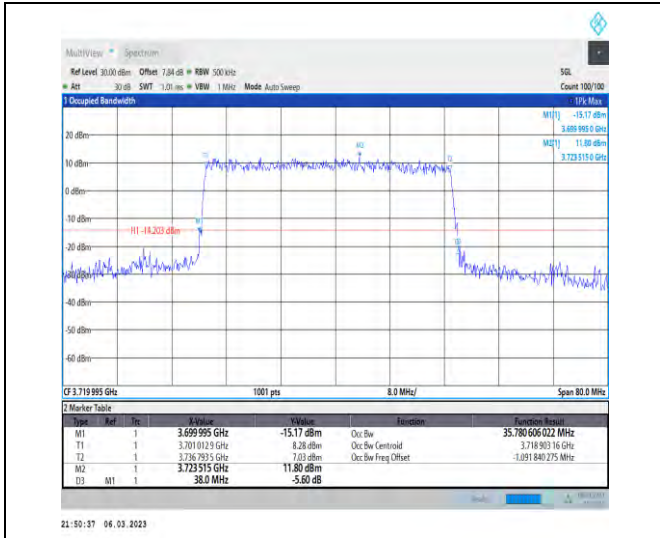 MultiView Spectrum
Ref Level 30.00 dBm Offset 7.84 dB RBW 500 kHz SGL
Att 30 dB SWT 1.01 ms VBW 1 MHz Mode Auto Sweep Count 100/100
1 Occupied Bandwidth 1Pk Max
M1[1] -15.17 dBm
3.699 995 0 GHz
M2[1] 11.80 dBm
3.723 515 0 GHz
20 dBm
10 dBm
0 dBm
-10 dBm
H1 -14.203 dBm
-20 dBm
-30 dBm
-40 dBm
-50 dBm
-60 dBm
M1
T1
M2
T2
D3
CF 3.719 995 GHz 1001 pts 8.0 MHz/ Span 80.0 MHz
2 Marker Table
Type Ref Trc X-Value Y-Value Function Function Result
M1 1 3.699 995 GHz -15.17 dBm Occ Bw 35.780 606 022 MHz
T1 1 3.701 012 9 GHz 8.28 dBm Occ Bw Centroid 3.718 903 16 GHz
T2 1 3.736 793 5 GHz 7.03 dBm Occ Bw Freq Offset -1.091 840 275 MHz
M2 1 3.723 515 GHz 11.80 dBm
D3 M1 1 38.0 MHz -5.60 dB
21:50:37 06.03.2023